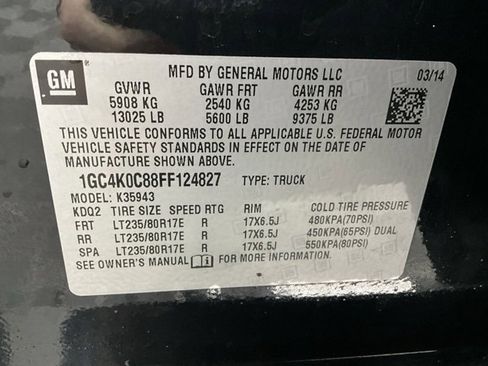 GM
MFD BY GENERAL MOTORS LLC 03/14
GVWR GAWR FRT GAWR RR
5908 KG 2540 KG 4253 KG
13025 LB 5600 LB 9375 LB
THIS VEHICLE CONFORMS TO ALL APPLICABLE U.S. FEDERAL MOTOR
VEHICLE SAFETY STANDARDS IN EFFECT ON THE DATE OF
MANUFACTURE SHOWN ABOVE.
1GC4K0C88FF124827 TYPE: TRUCK
MODEL: K35943
KDQ2 TIRE SIZE SPEED RTG RIM COLD TIRE PRESSURE
FRT LT235/80R17E R 17X6.5J 480KPA(70PSI)
RR LT235/80R17E R 17X6.5J 450KPA(65PSI) DUAL
SPA LT235/80R17E R 17X6.5J 550KPA(80PSI)
SEE OWNER'S MANUAL FOR MORE INFORMATION